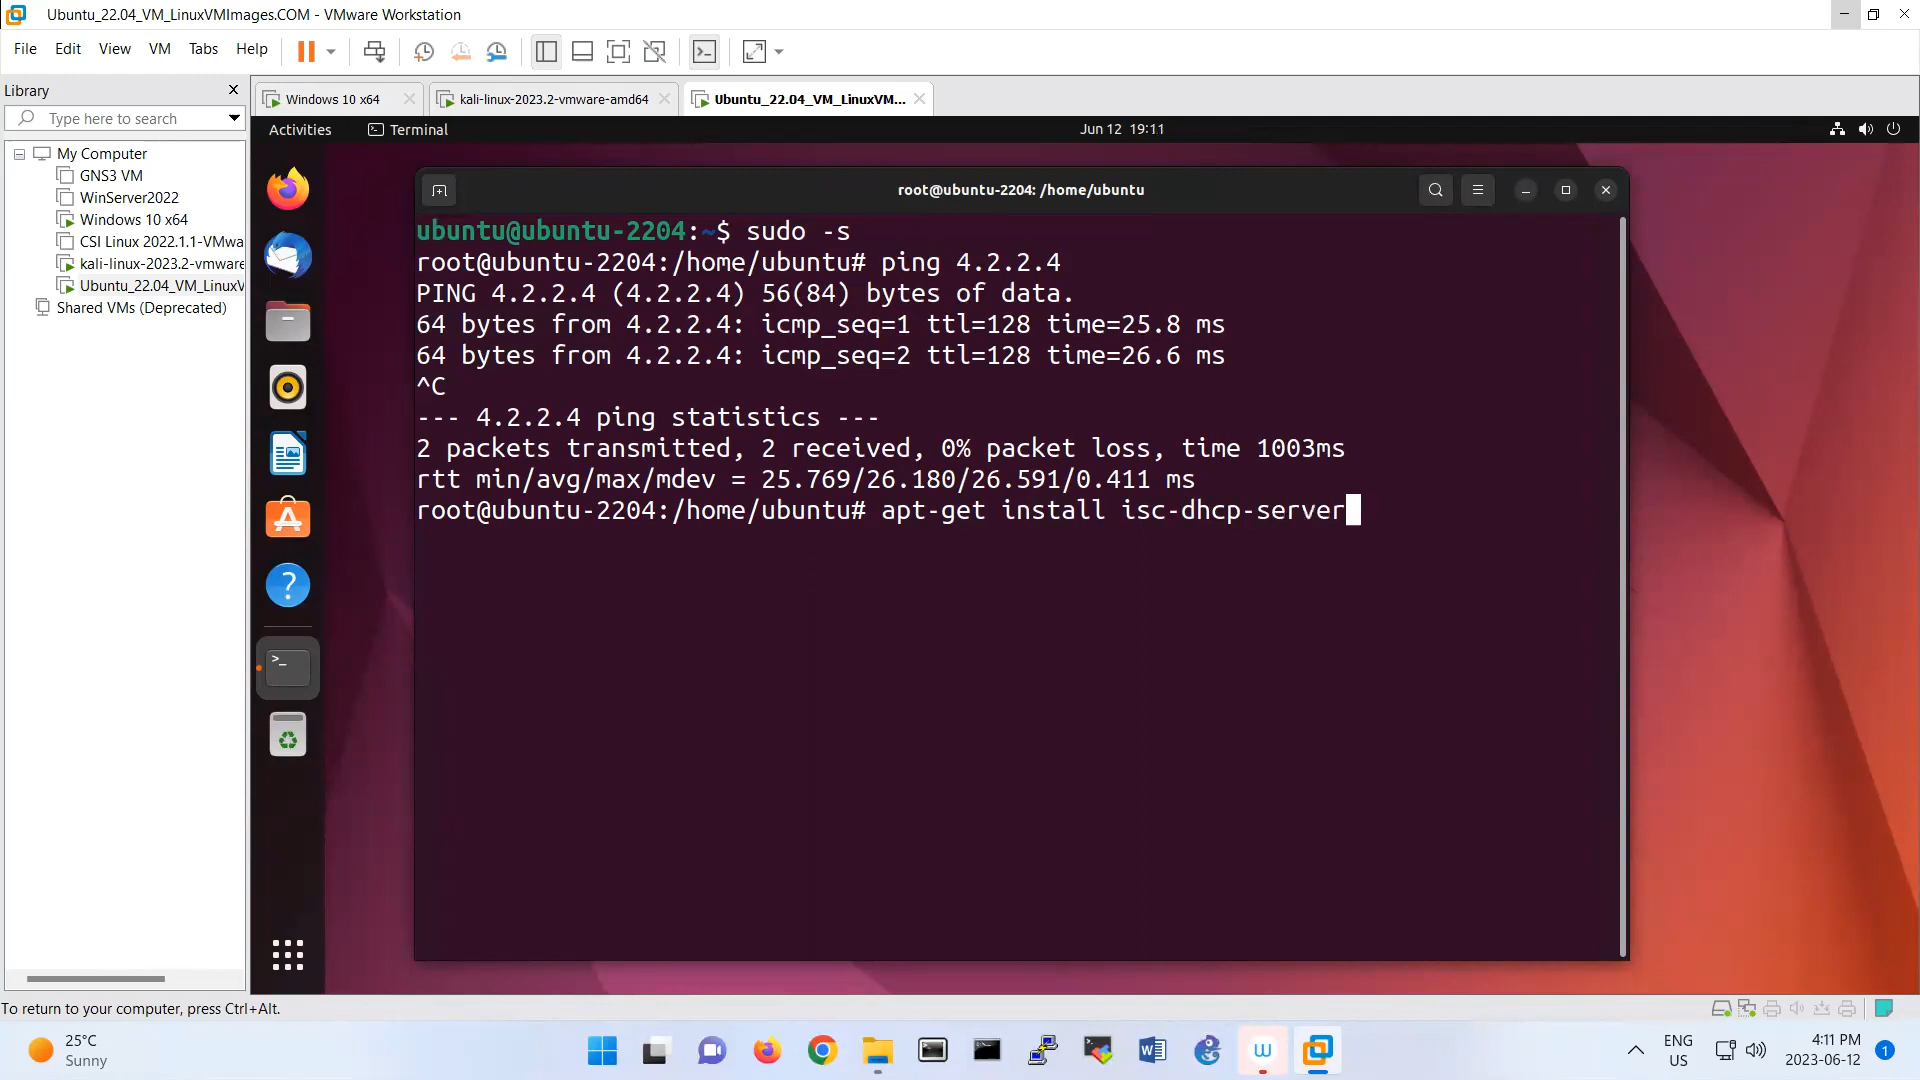 Ubuntu_22.04_VM_LinuxVMImages.COM - VMware Workstation
File Edit View VM Tabs Help
Library
Type here to search
My Computer
GNS3 VM
WinServer2022
Windows 10 x64
CSI Linux 2022.1.1-VMwa
kali-linux-2023.2-vmware
Ubuntu_22.04_VM_LinuxV
Shared VMs (Deprecated)
Windows 10 x64
kali-linux-2023.2-vmware-amd64
Ubuntu_22.04_VM_LinuxVM...
Activities
Terminal
Jun 12 19:11
root@ubuntu-2204: /home/ubuntu
ubuntu@ubuntu-2204:~$ sudo -s
root@ubuntu-2204:/home/ubuntu# ping 4.2.2.4
PING 4.2.2.4 (4.2.2.4) 56(84) bytes of data.
64 bytes from 4.2.2.4: icmp_seq=1 ttl=128 time=25.8 ms
64 bytes from 4.2.2.4: icmp_seq=2 ttl=128 time=26.6 ms
^C
--- 4.2.2.4 ping statistics ---
2 packets transmitted, 2 received, 0% packet loss, time 1003ms
rtt min/avg/max/mdev = 25.769/26.180/26.591/0.411 ms
root@ubuntu-2204:/home/ubuntu# apt-get install isc-dhcp-server
To return to your computer, press Ctrl+Alt.
25°C
Sunny
ENG
US
4:11 PM
2023-06-12
1